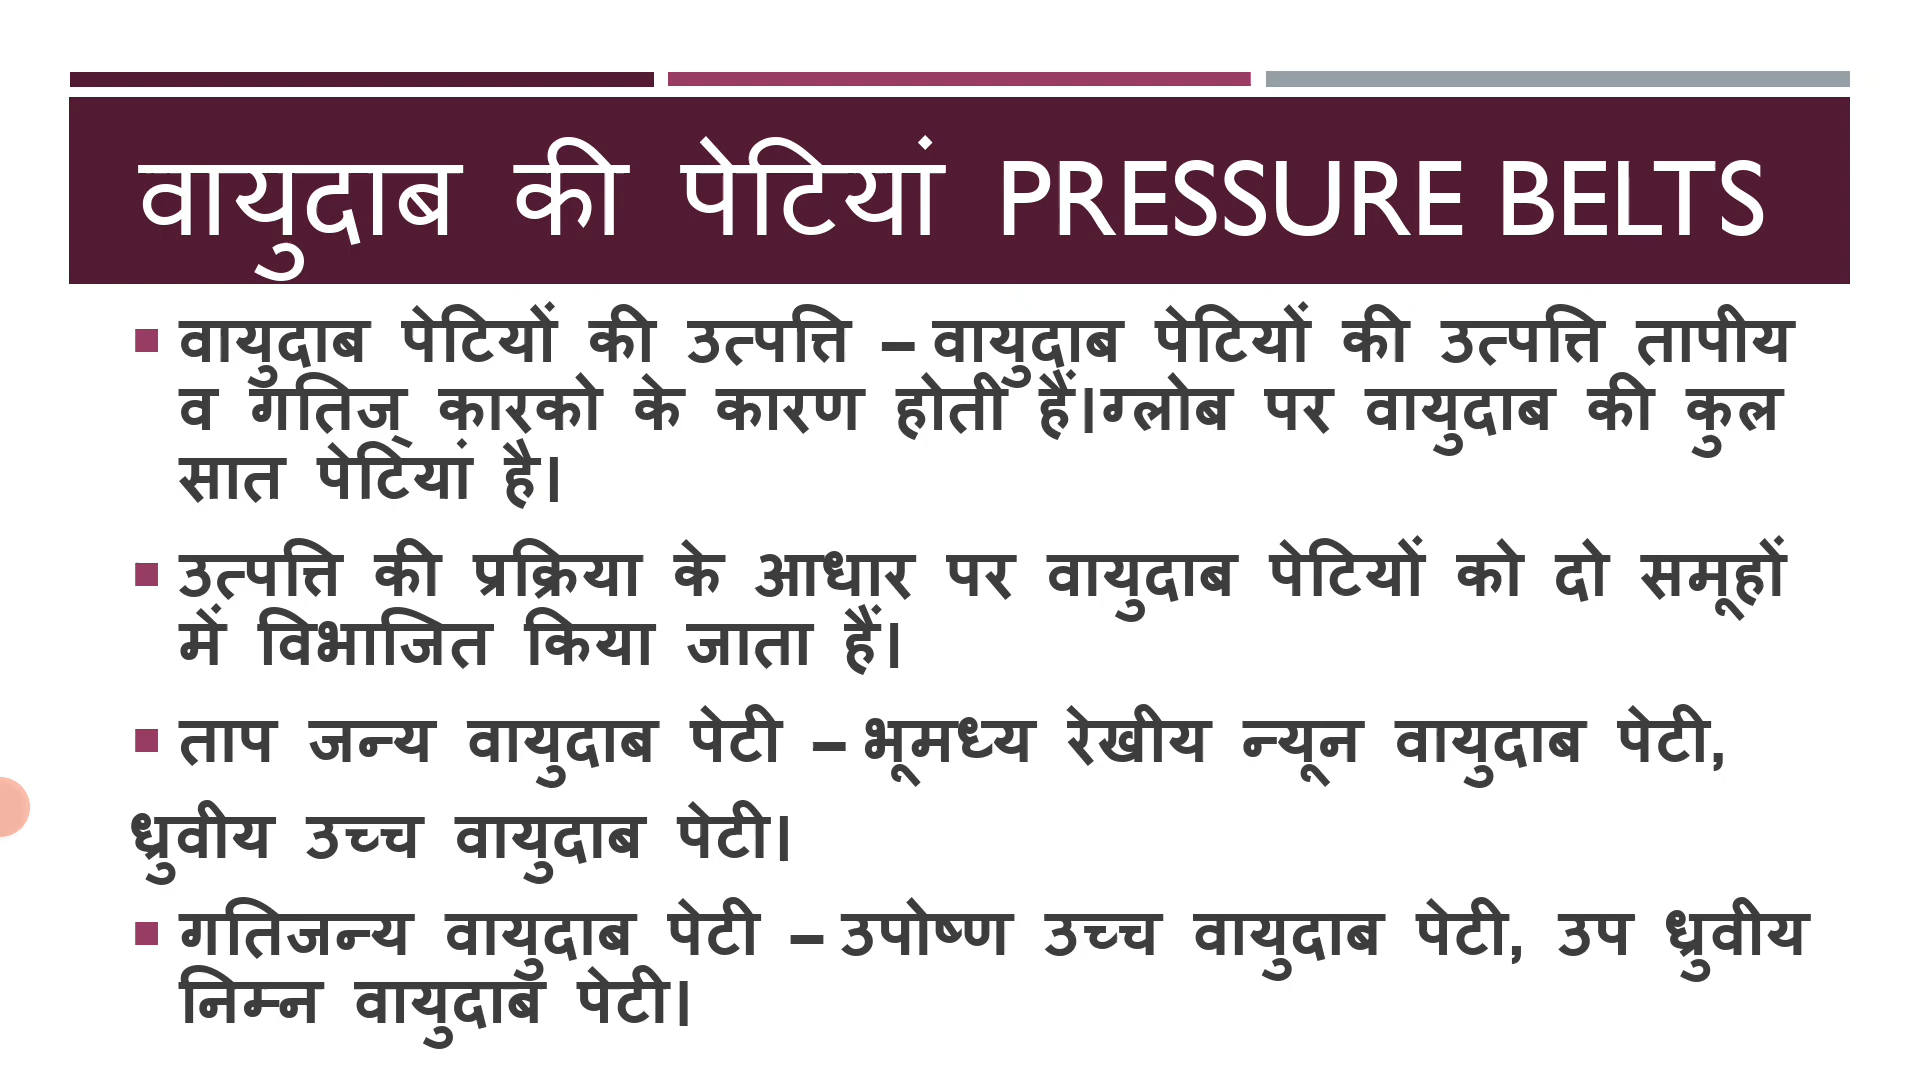 वायुदाब की पेटियां PRESSURE BELTS
वायुदाब पेटियों की उत्पत्ति – वायुदाब पेटियों की उत्पत्ति तापीय
व गतिज् कारको के कारण होती हैं।ग्लोब पर वायुदाब की कुल
सात पेटियां है।
उत्पत्ति की प्रक्रिया के आधार पर वायुदाब पेटियों को दो समूहों
में विभाजित किया जाता हैं।
ताप जन्य वायुदाब पेटी – भूमध्य रेखीय न्यून वायुदाब पेटी,
ध्रुवीय उच्च वायुदाब पेटी।
गतिजन्य वायुदाब पेटी – उपोष्ण उच्च वायुदाब पेटी, उप ध्रुवीय
निम्न वायुदाब पेटी।